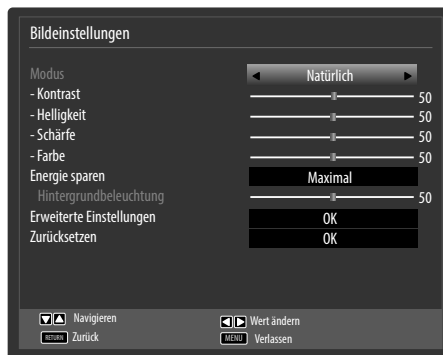 Bildeinstellungen
Modus Natürlich
- Kontrast 50
- Helligkeit 50
- Schärfe 50
- Farbe 50
Energie sparen Maximal
Hintergrundbeleuchtung 50
Erweiterte Einstellungen OK
Zurücksetzen OK
Navigieren Wert ändern
RETURN Zurück MENU Verlassen